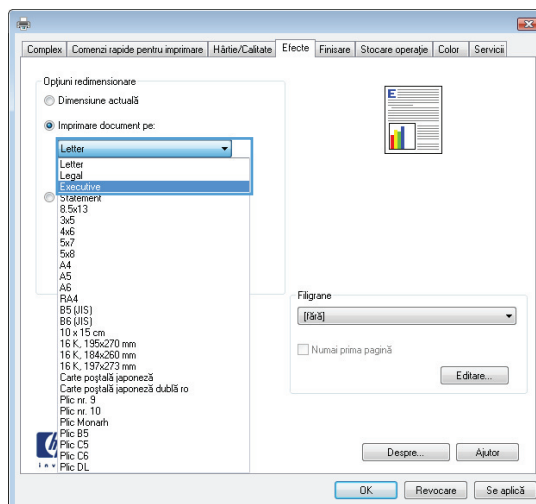 Complex Comenzi rapide pentru imprimare Hârtie/Calitate Efecte Finisare Stocare operaţie Color Servicii
Opţiuni redimensionare
Dimensiune actuală
Imprimare document pe:
Letter
Letter
Legal
Executive
Statement
8.5x13
3x5
4x6
5x7
5x8
A4
A5
A6
RA4
B5 (JIS)
B6 (JIS)
10 x 15 cm
16 K, 195x270 mm
16 K, 184x260 mm
16 K, 197x273 mm
Carte poştală japoneză
Carte poştală japoneză dublă ro
Plic nr. 9
Plic nr. 10
Plic Monarh
Plic B5
Plic C5
Plic C6
Plic DL
E
Filigrane
[fără]
Numai prima pagină
Editare...
i n v
Despre... Ajutor
OK Revocare Se aplică